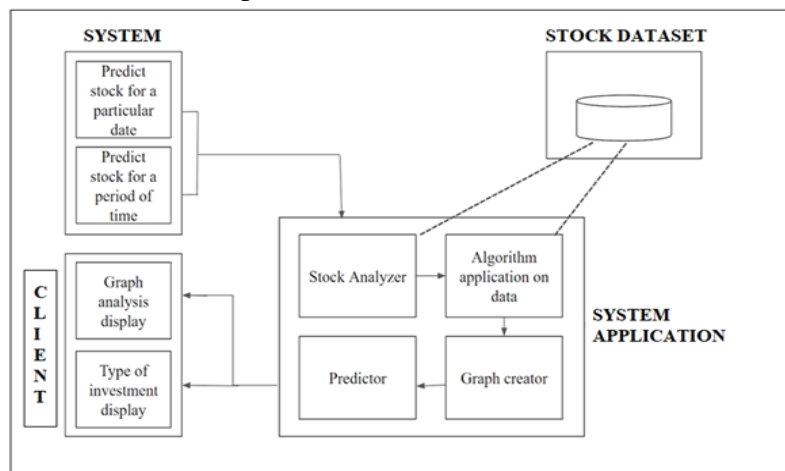 SYSTEM
STOCK DATASET
Predict
stock for a
particular
date
Predict
stock for a
period of
time
Stock Analyzer
Algorithm
application on
data
SYSTEM
APPLICATION
Predictor
Graph creator
CLIENT
Graph
analysis
display
Type of
investment
display